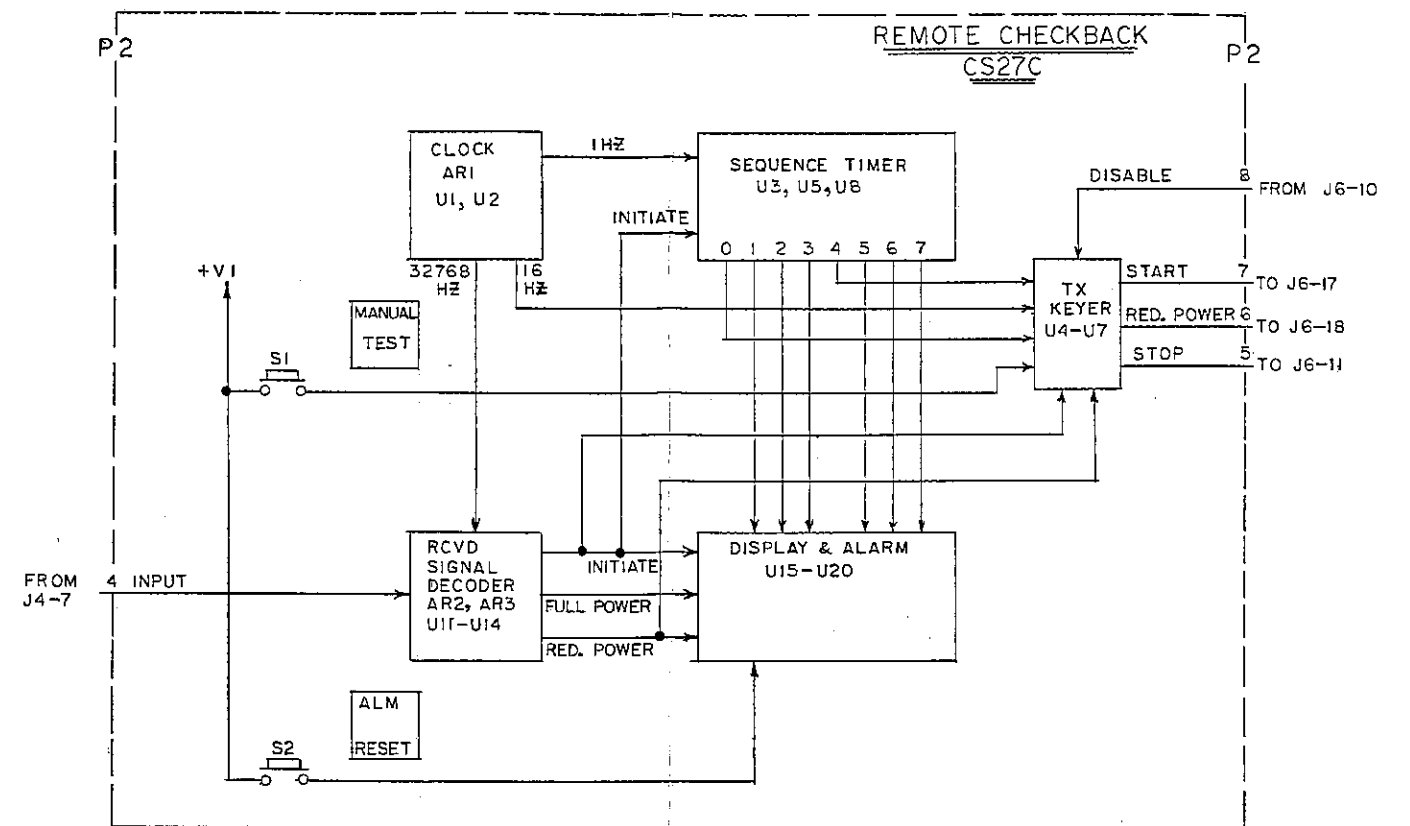 P2
REMOTE CHECKBACK
CS27C
P2
CLOCK
AR1
U1, U2
1HZ
SEQUENCE TIMER
U3, U5, U8
INITIATE
0 1 2 3 4 5 6 7
DISABLE
8
FROM J6-10
32768
HZ
16
HZ
+V1
MANUAL
TEST
TX
KEYER
U4-U7
START
7
TO J6-17
RED. POWER
6
TO J6-18
STOP
5
TO J6-11
S1
FROM
J4-7
4 INPUT
RCVD
SIGNAL
DECODER
AR2, AR3
U11-U14
INITIATE
FULL POWER
RED. POWER
DISPLAY & ALARM
U15-U20
ALM
RESET
S2